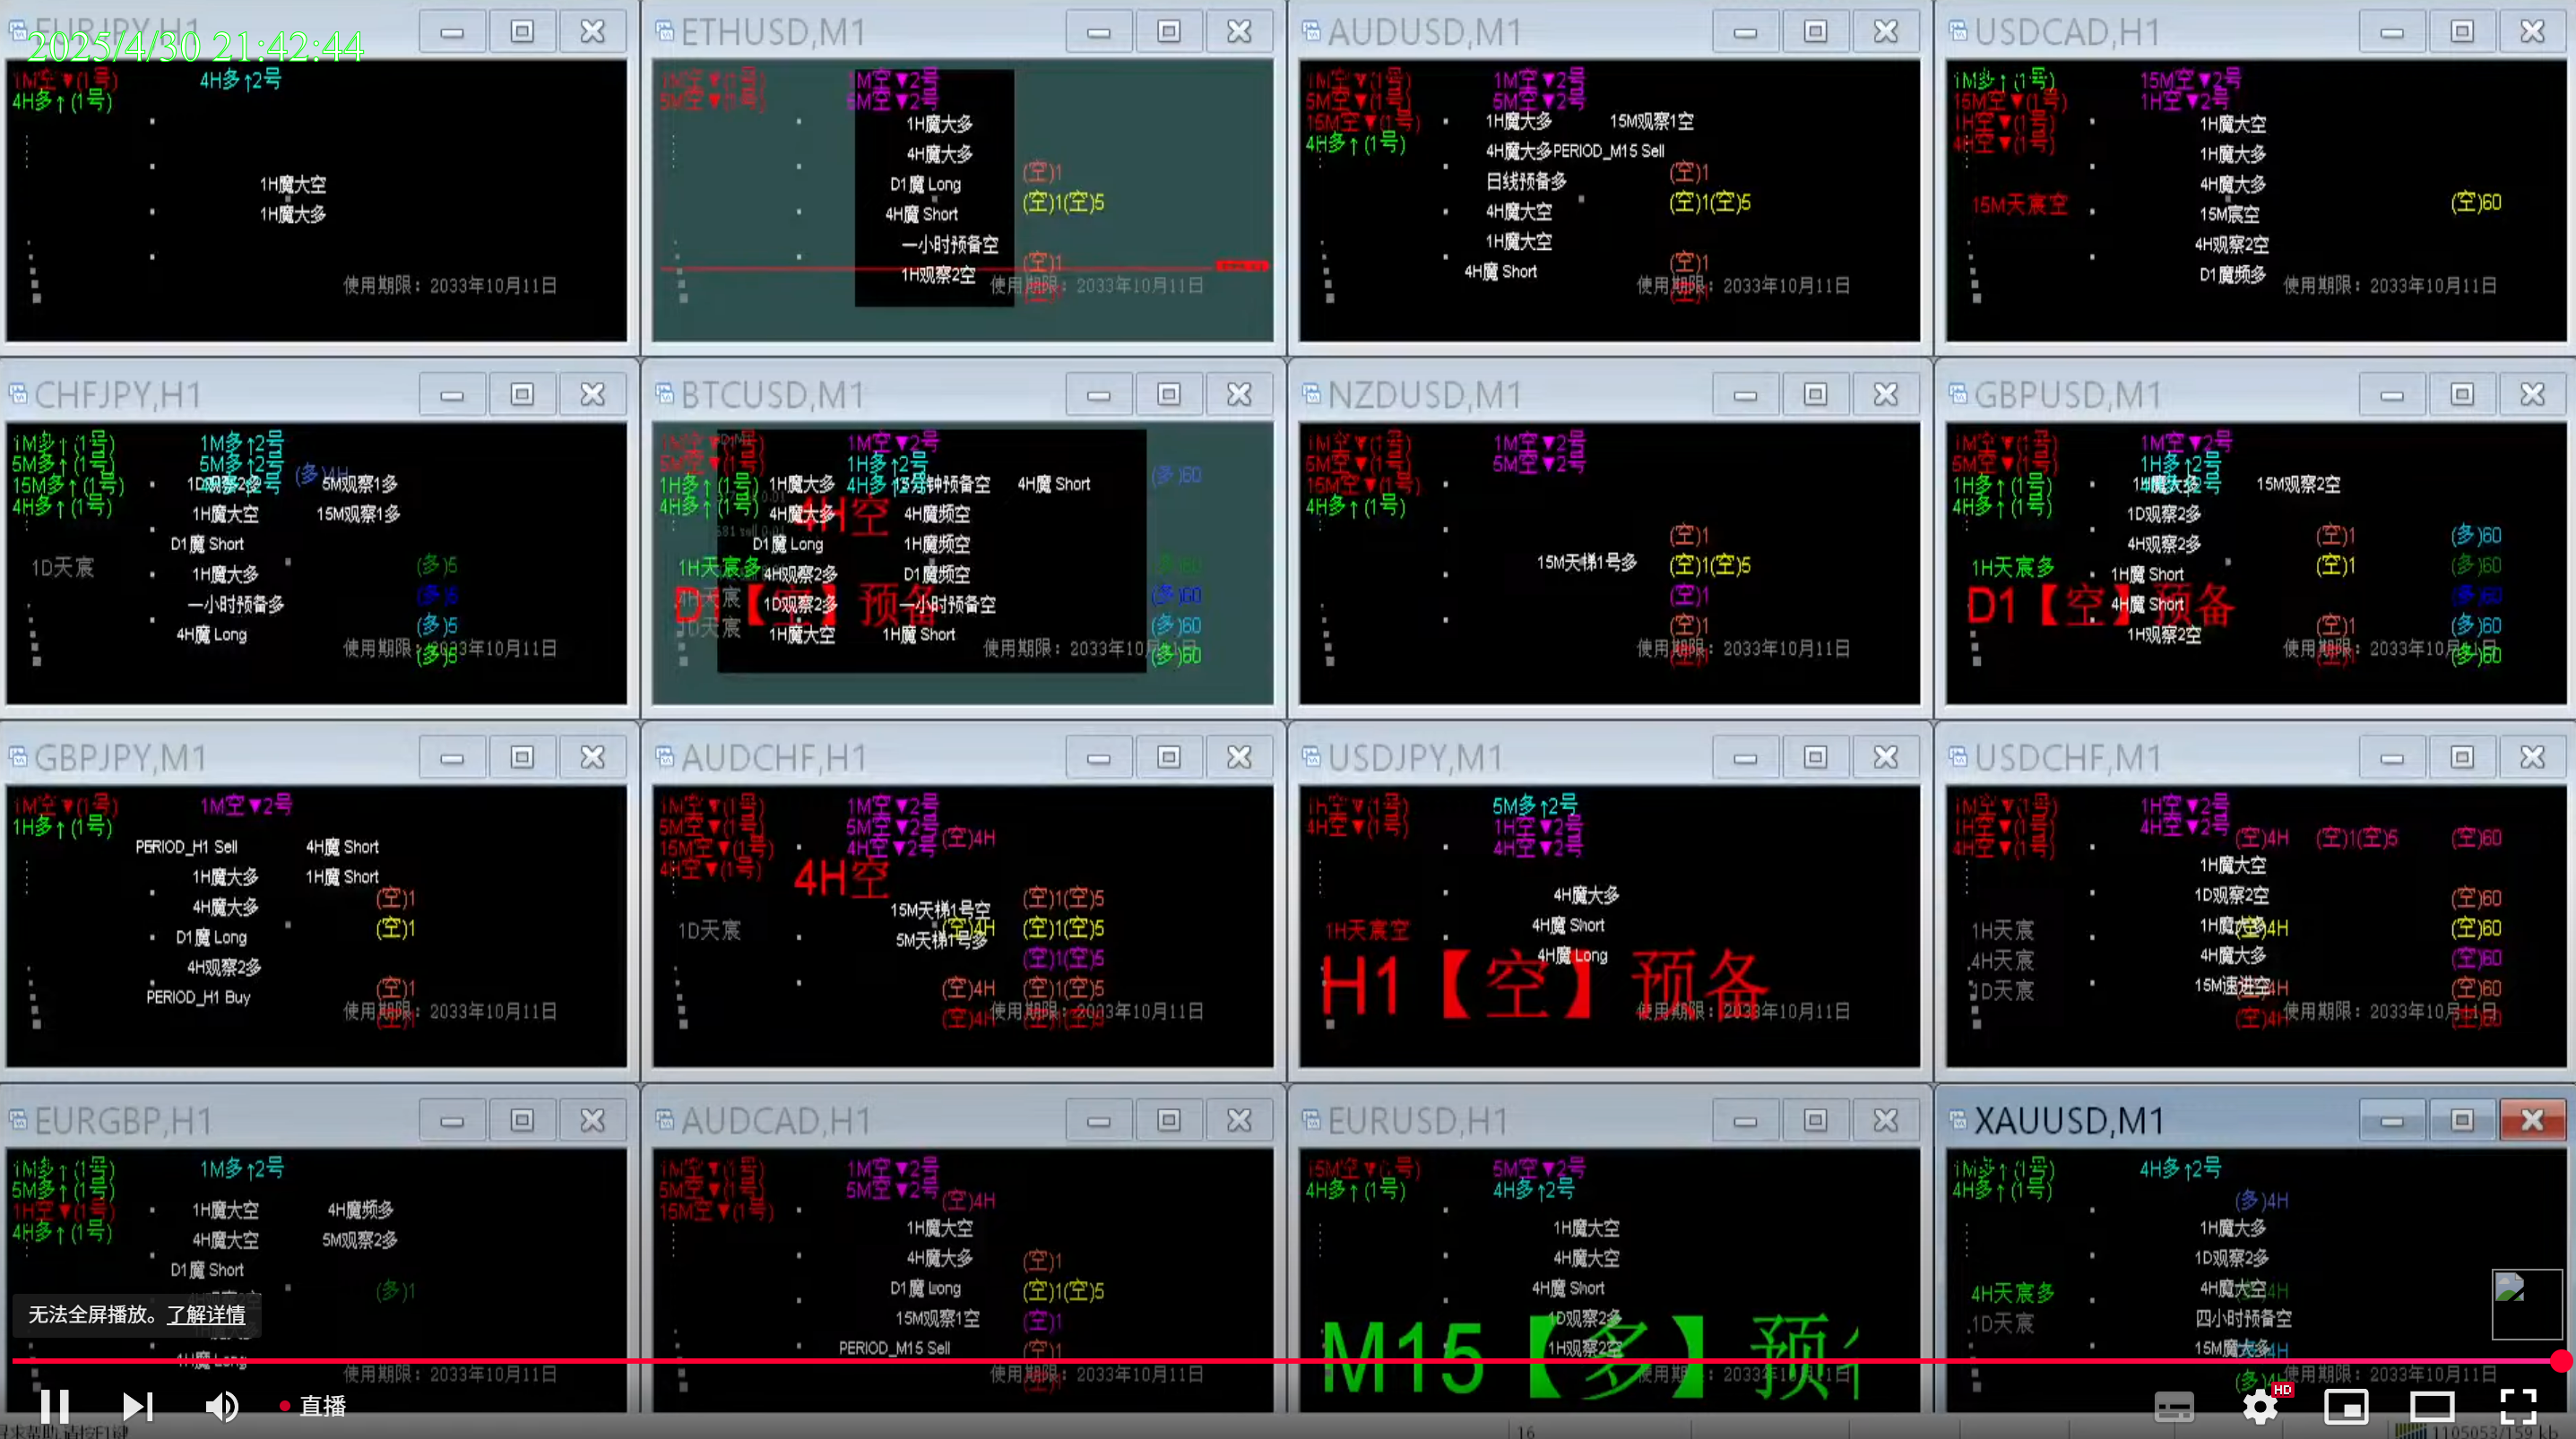 EURJPY,H1
2025/4/30 21:42:44
1M空▼(1号)
4H多↑(1号)
4H多↑2号
1H魔大空
1H魔大多
使用期限：2033年10月11日
ETHUSD,M1
1M空▼(1号)
5M空▼(1号)
1M空▼2号
5M空▼2号
1H魔大多
4H魔大多
D1魔 Long
4H魔 Short
一小时预备空
1H观察2空
(空)1
(空)1(空)5
(空)1
使用期限：2033年10月11日
AUDUSD,M1
1M空▼(1号)
5M空▼(1号)
15M空▼(1号)
4H多↑(1号)
1M空▼2号
5M空▼2号
1H魔大多 15M观察1空
4H魔大多PERIOD_M15 Sell
日线预备多
4H魔大空
1H魔大空
4H魔 Short
(空)1
(空)1(空)5
(空)1
(空)1
使用期限：2033年10月11日
USDCAD,H1
1M多↑(1号)
15M空▼(1号)
1H空▼(1号)
4H空▼(1号)
15M空▼2号
1H空▼2号
1H魔大空
1H魔大多
4H魔大多
15M宸空
4H观察2空
D1魔频多
15M天宸空
(空)60
使用期限：2033年10月11日
CHFJPY,H1
1M多↑(1号)
5M多↑(1号)
15M多↑(1号)
4H多↑(1号)
1M多↑2号
5M多↑2号
(多)4H
1D观察2多 5M观察1多
1H魔大空 15M观察1多
D1魔 Short
1H魔大多
一小时预备多
4H魔 Long
1D天宸
(多)5
(多)5
(多)5
(多)5
使用期限：2033年10月11日
BTCUSD,M1
1M空▼(1号)
5M空▼(1号)
1H多↑(1号)
4H多↑(1号)
1M空▼2号
1H多↑2号
4H多↑2号
1H魔大多 15分钟预备空 4H魔 Short
4H魔大多 4H魔频空
D1魔 Long 1H魔频空
4H观察2多 D1魔频空
1D观察2多 一小时预备空
1H魔大空 1H魔 Short
4H空
D1【空】预备
1H天宸多
4H天宸
1D天宸
(多)60
(多)60
(多)60
(多)60
(多)60
使用期限：2033年10月11日
NZDUSD,M1
1M空▼(1号)
5M空▼(1号)
15M空▼(1号)
4H多↑(1号)
1M空▼2号
5M空▼2号
15M天梯1号多
(空)1
(空)1(空)5
(空)1
(空)1
(空)1
使用期限：2033年10月11日
GBPUSD,M1
1M空▼(1号)
5M空▼(1号)
1H多↑(1号)
4H多↑(1号)
1M空▼2号
1H多↑2号
1H魔大多 15M观察2空
1D观察2多
4H观察2多
1H魔 Short
4H魔 Short
1H观察2空
1H天宸多
D1【空】预备
(空)1 (多)60
(空)1 (多)60
(多)60
(空)1 (多)60
(空)1 (多)60
使用期限：2033年10月11日
GBPJPY,M1
1M空▼(1号)
1H多↑(1号)
1M空▼2号
PERIOD_H1 Sell 4H魔 Short
1H魔大多 1H魔 Short
4H魔大多
D1魔 Long
4H观察2多
PERIOD_H1 Buy
(空)1
(空)1
(空)1
(空)1
使用期限：2033年10月11日
AUDCHF,H1
1M空▼(1号)
5M空▼(1号)
15M空▼(1号)
4H空▼(1号)
1M空▼2号
5M空▼2号
4H空▼2号
(空)4H
4H空
1D天宸
15M天梯1号空
5M天梯1号多
(空)1(空)5
(空)4H (空)1(空)5
(空)1(空)5
(空)4H (空)1(空)5
(空)4H (空)1(空)5
使用期限：2033年10月11日
USDJPY,M1
1H空▼(1号)
4H空▼(1号)
5M多↑2号
1H空▼2号
4H空▼2号
4H魔大多
4H魔 Short
4H魔 Long
1H天宸空
H1【空】预备
使用期限：2033年10月11日
USDCHF,M1
1M空▼(1号)
1H空▼(1号)
4H空▼(1号)
1H空▼2号
4H空▼2号
(空)4H (空)1(空)5 (空)60
1H魔大空
1D观察2空
1H魔大多
4H魔大多
15M速进空
1H天宸
4H天宸
1D天宸
(空)60
(空)4H (空)60
(空)60
(空)4H (空)60
(空)4H (空)60
使用期限：2033年10月11日
EURGBP,H1
1M多↑(1号)
5M多↑(1号)
1H空▼(1号)
4H多↑(1号)
1M多↑2号
1H魔大空 4H魔频多
4H魔大空 5M观察2多
D1魔 Short
4H魔 Long
(多)1
使用期限：2033年10月11日
无法全屏播放。了解详情
AUDCAD,H1
1M空▼(1号)
5M空▼(1号)
15M空▼(1号)
1M空▼2号
5M空▼2号
(空)4H
1H魔大空
4H魔大多
D1魔 Long
15M观察1空
PERIOD_M15 Sell
(空)1
(空)1(空)5
(空)1
(空)1
(空)1
使用期限：2033年10月11日
EURUSD,H1
15M空▼(1号)
4H多↑(1号)
5M空▼2号
4H多↑2号
1H魔大空
4H魔大空
4H魔 Short
1D观察2多
1H观察2空
M15【多】预
使用期限：2033年10月11日
XAUUSD,M1
1M多↑(1号)
4H多↑(1号)
4H多↑2号
(多)4H
1H魔大多
1D观察2多
4H魔大空
四小时预备空
15M魔大多
4H天宸多
1D天宸
使用期限：2033年10月11日
直播
HD
16
1105053/159 kb